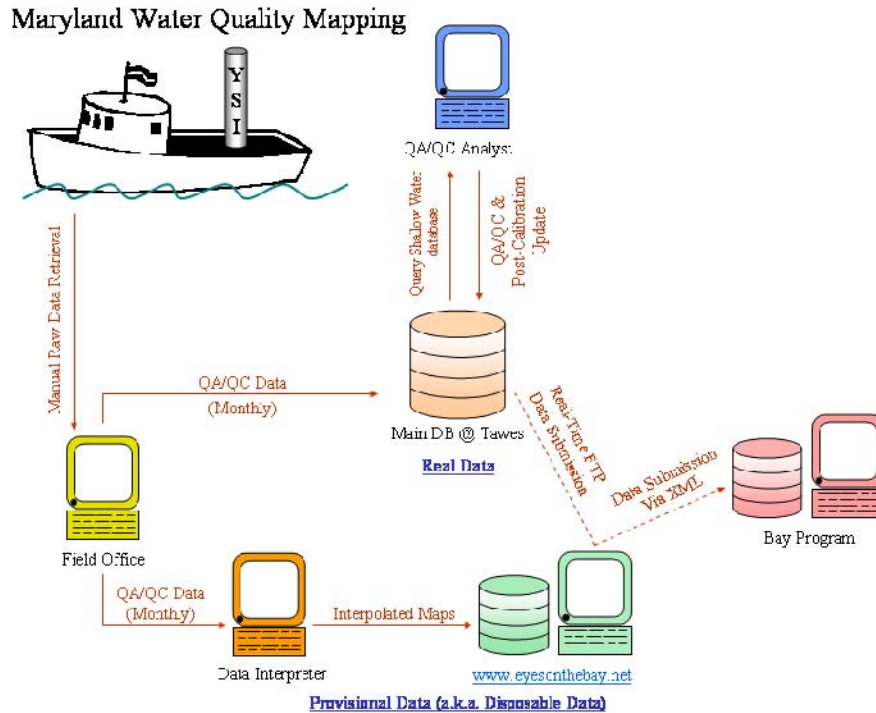 Maryland Water Quality Mapping
Y
S
I
QA/QC Analyst
Query Shallow Water
database
QA/QC &
Post-Calibration
Update
Manual Raw Data Retrieval
QA/QC Data
(Monthly)
Main DB @ Tawes
Real Data
Real-Time FTP
Data Submission
Data Submission
Via XML
Bay Program
Field Office
QA/QC Data
(Monthly)
Interpolated Maps
Data Interpreter
www.eyesonthebay.net
Provisional Data (a.k.a. Disposable Data)